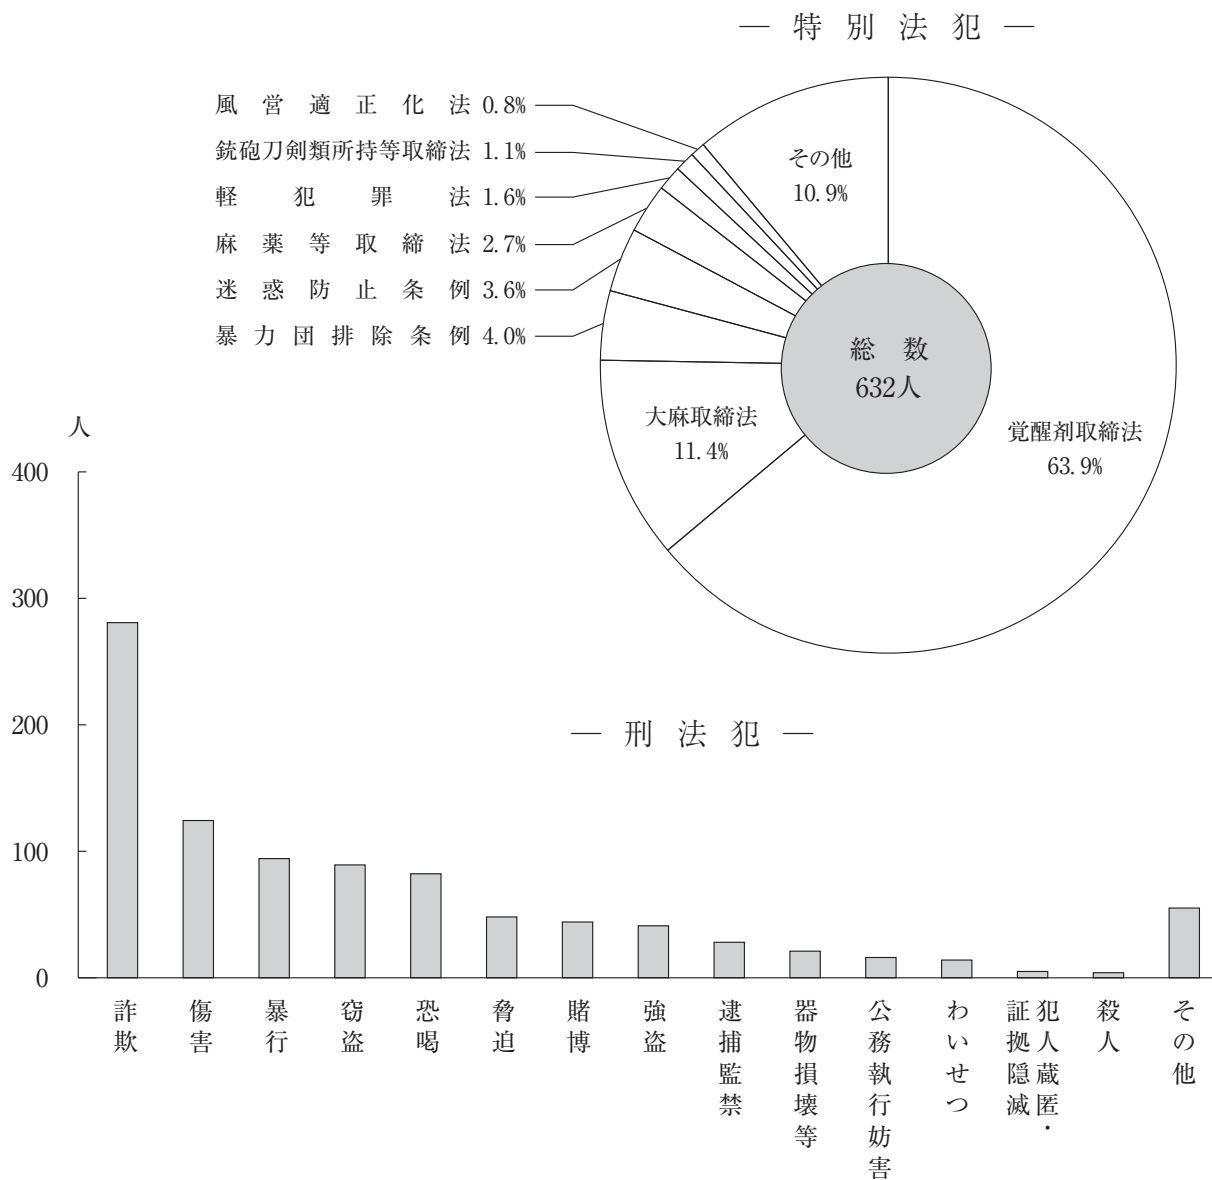 ― 特別法犯 ―
風営適正化法 0.8%
銃砲刀剣類所持等取締法 1.1%
軽犯罪法 1.6%
麻薬等取締法 2.7%
迷惑防止条例 3.6%
暴力団排除条例 4.0%
その他
10.9%
総数
632人
大麻取締法
11.4%
覚醒剤取締法
63.9%
人
400
300
200
100
0
― 刑法犯 ―
詐欺
傷害
暴行
窃盗
恐喝
脅迫
賭博
強盗
逮捕監禁
器物損壊等
公務執行妨害
わいせつ
犯人蔵匿・
証拠隠滅
殺人
その他